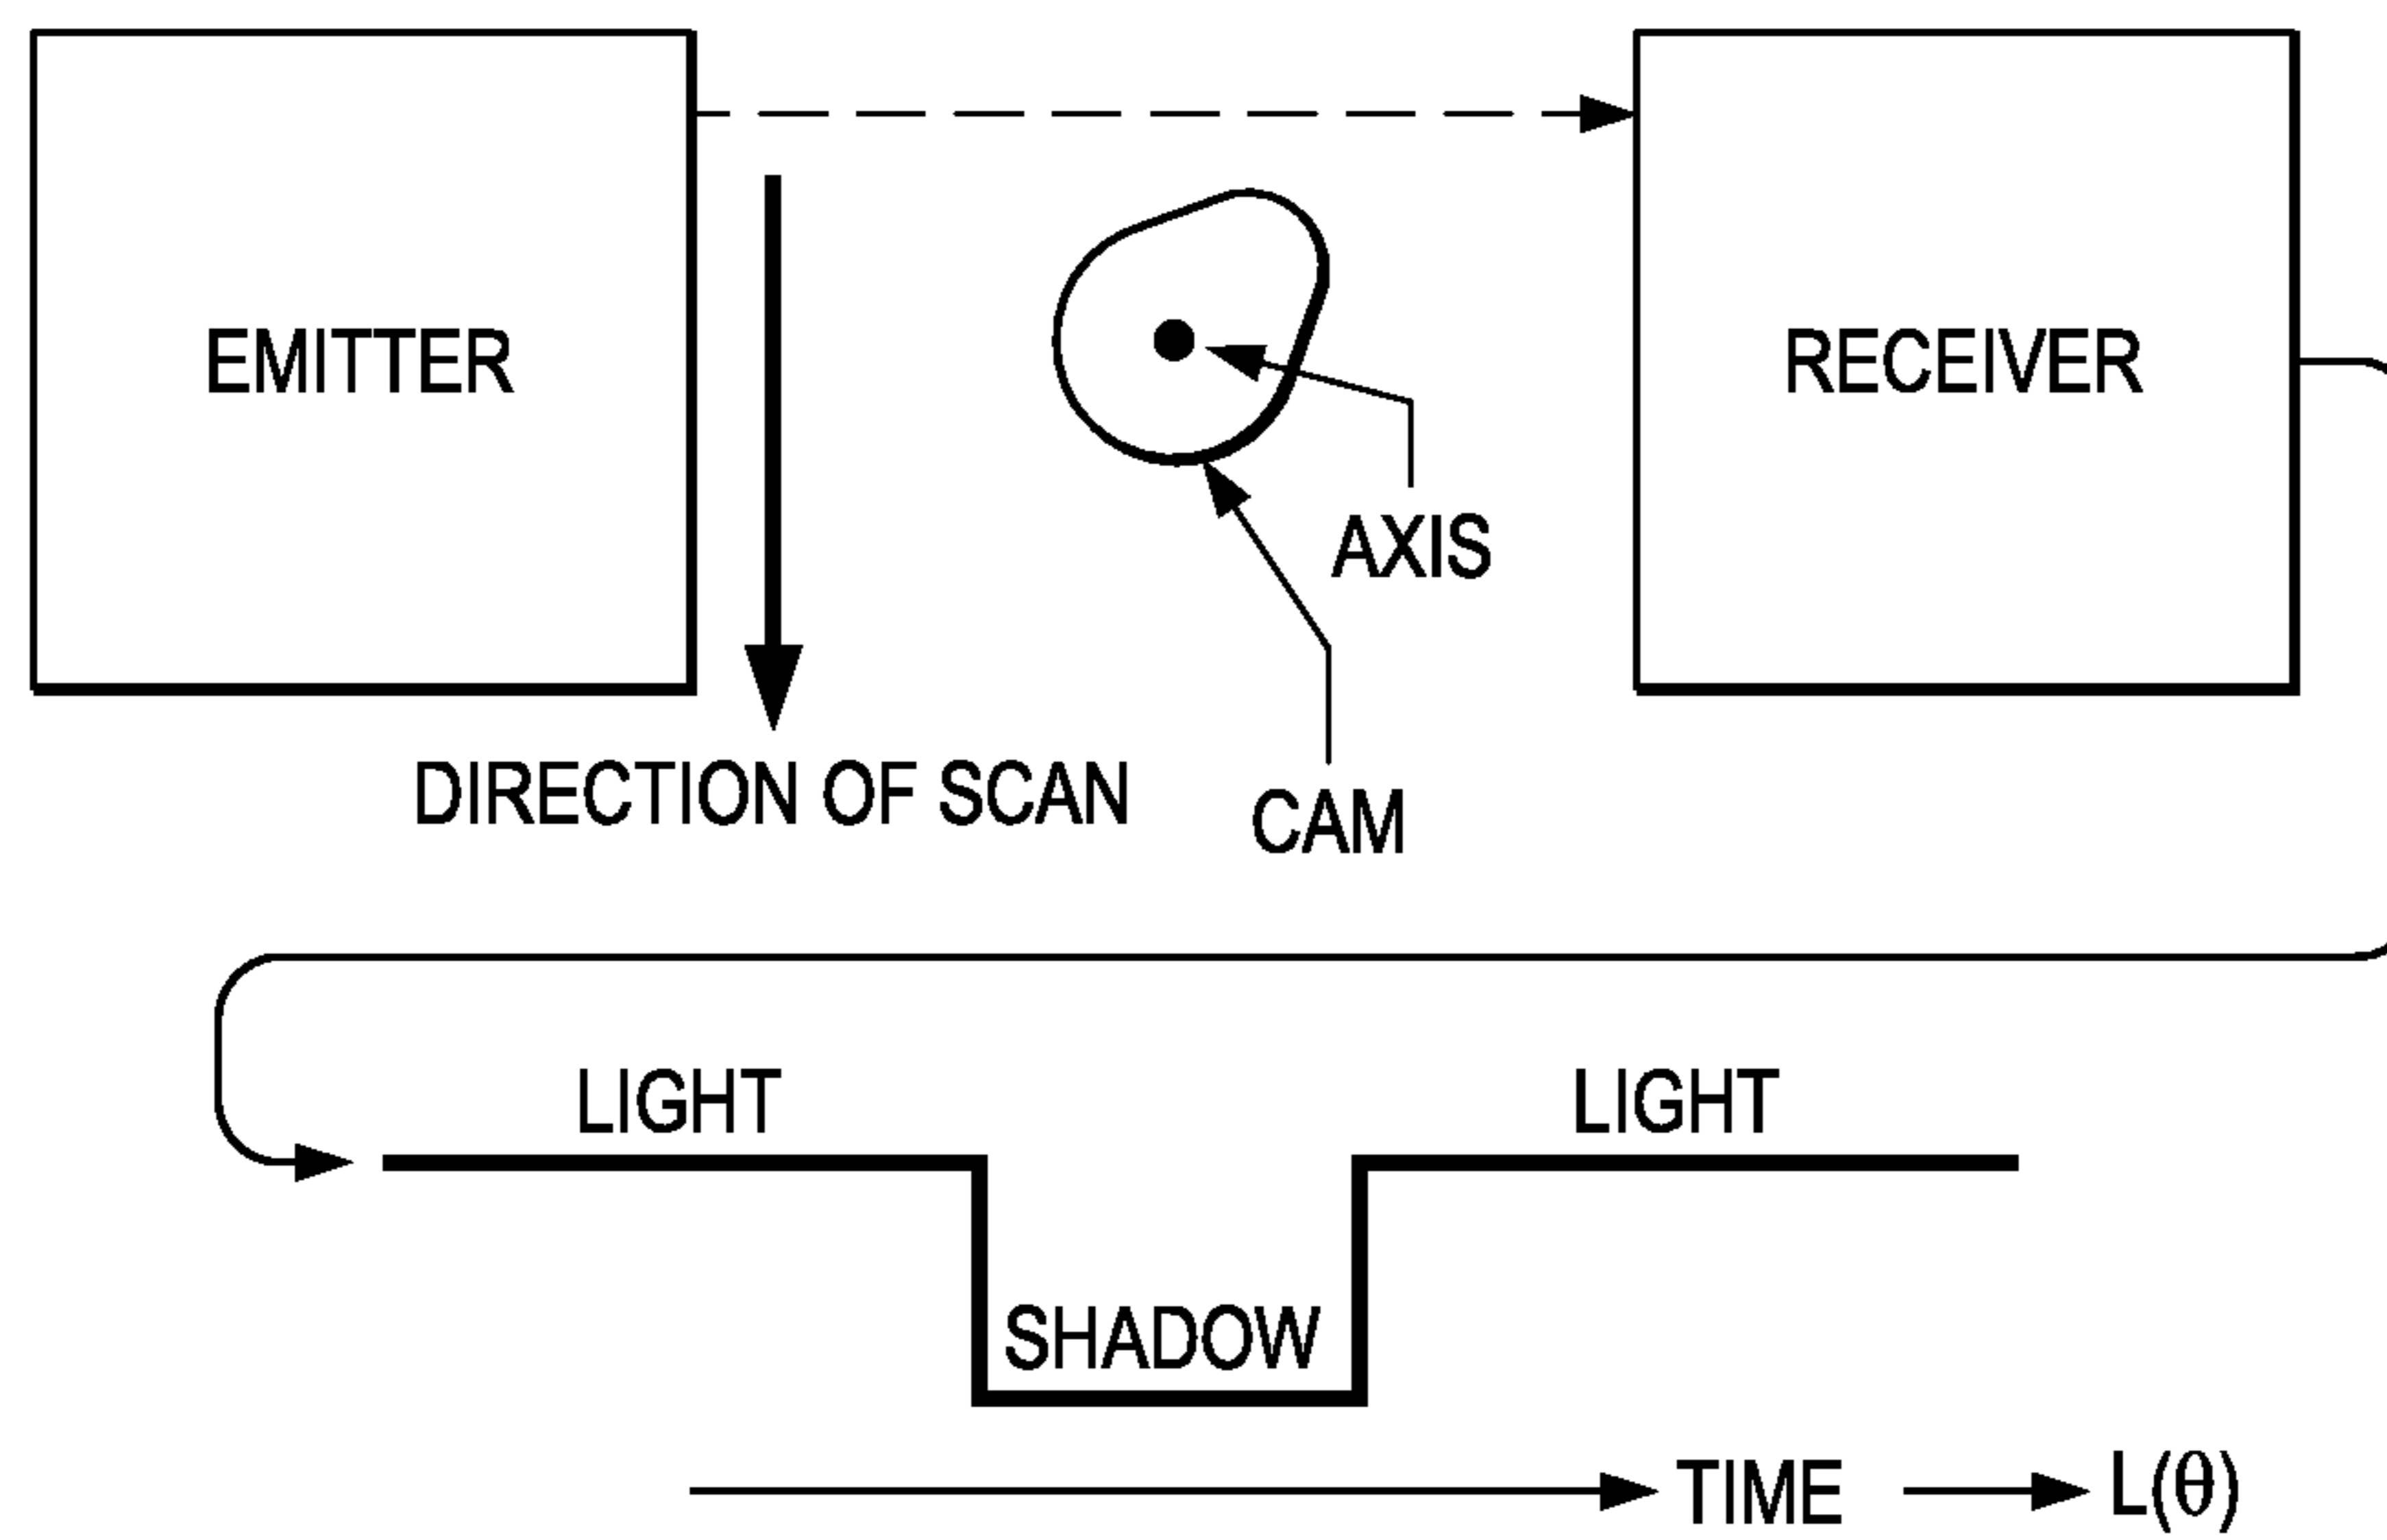 EMITTER
RECEIVER
AXIS
DIRECTION OF SCAN
CAM
LIGHT
LIGHT
SHADOW
TIME
L(θ)